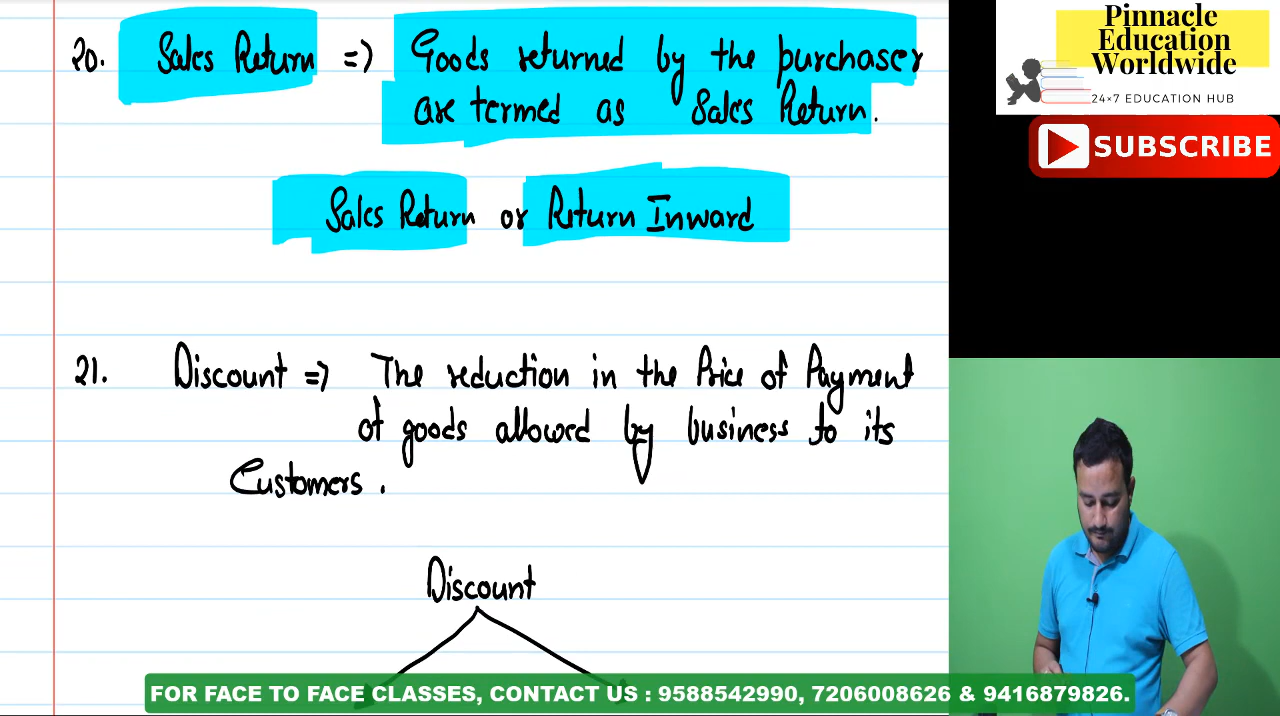 20. Sales Return => Goods returned by the purchaser
are termed as Sales Return.
Sales Return or Return Inward
21. Discount => The reduction in the Price of Payment
of goods allowed by business to its
Customers.
Discount
Pinnacle
Education
Worldwide
24×7 EDUCATION HUB
SUBSCRIBE
FOR FACE TO FACE CLASSES, CONTACT US : 9588542990, 7206008626 & 9416879826.